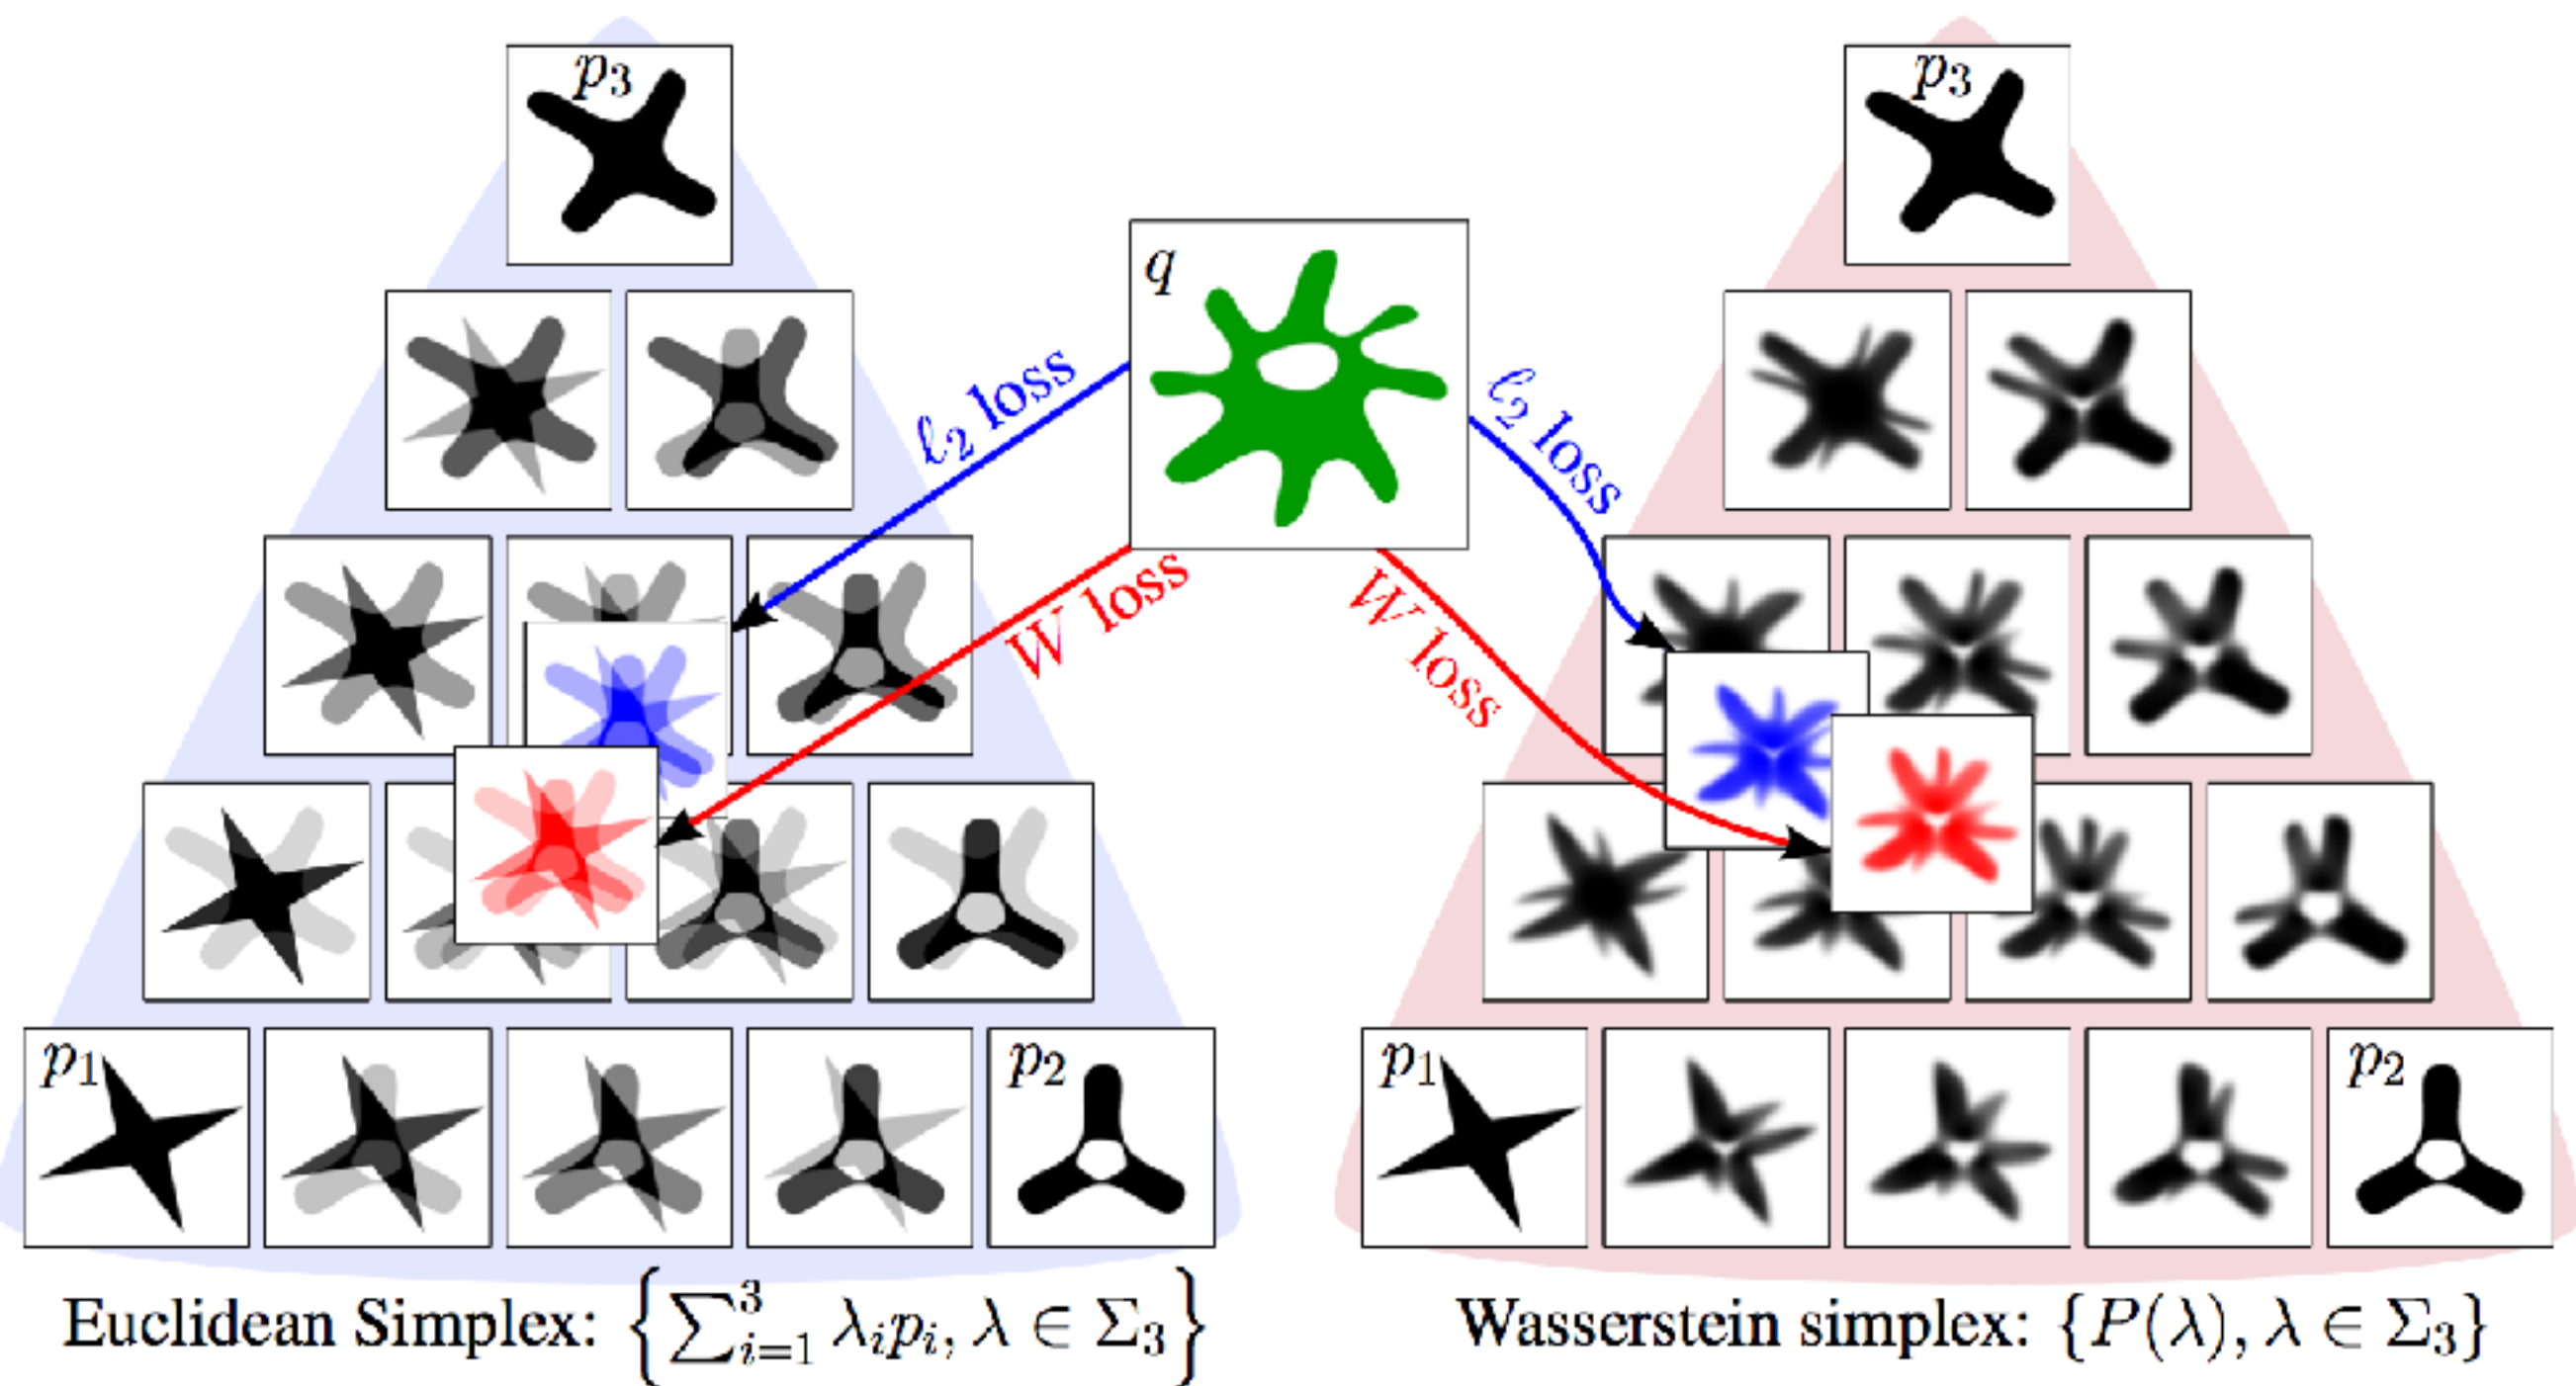 p₃
p₃
q
ℓ₂ loss
ℓ₂ loss
W loss
W loss
p₁
p₂
p₁
p₂
Euclidean Simplex: {∑³ᵢ₌₁ λᵢpᵢ, λ ∈ Σ₃}
Wasserstein simplex: {P(λ), λ ∈ Σ₃}